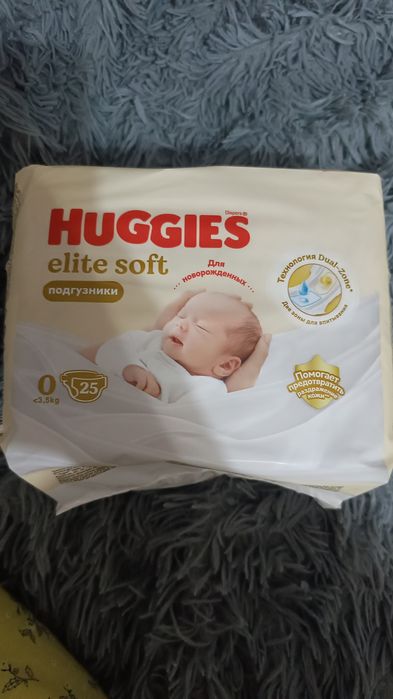 Diapers
HUGGIES
elite soft
подгузники
Для
новорожденных
Технология Dual-Zone*
Две зоны для впитывания
0
<3,5kg
25
Помогает
предотвратить
раздражение
кожи